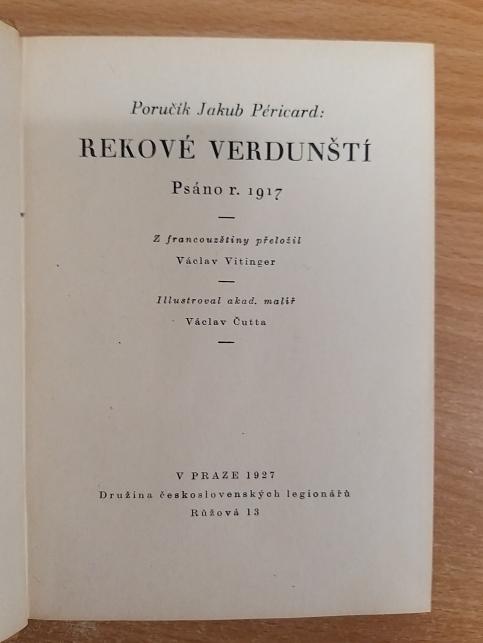 Poručík Jakub Péricard:
REKOVÉ VERDUNŠTÍ
Psáno r. 1917
Z francouzštiny přeložil
Václav Vitinger
Illustroval akad. malíř
Václav Čutta
V PRAZE 1927
Družina československých legionářů
Růžová 13